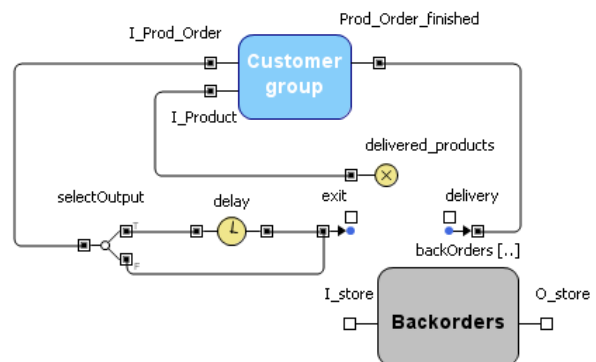 Prod_Order_finished
I_Prod_Order
Customer
group
I_Product
delivered_products
selectOutput
delay
exit
delivery
T
F
backOrders [..]
I_store
O_store
Backorders